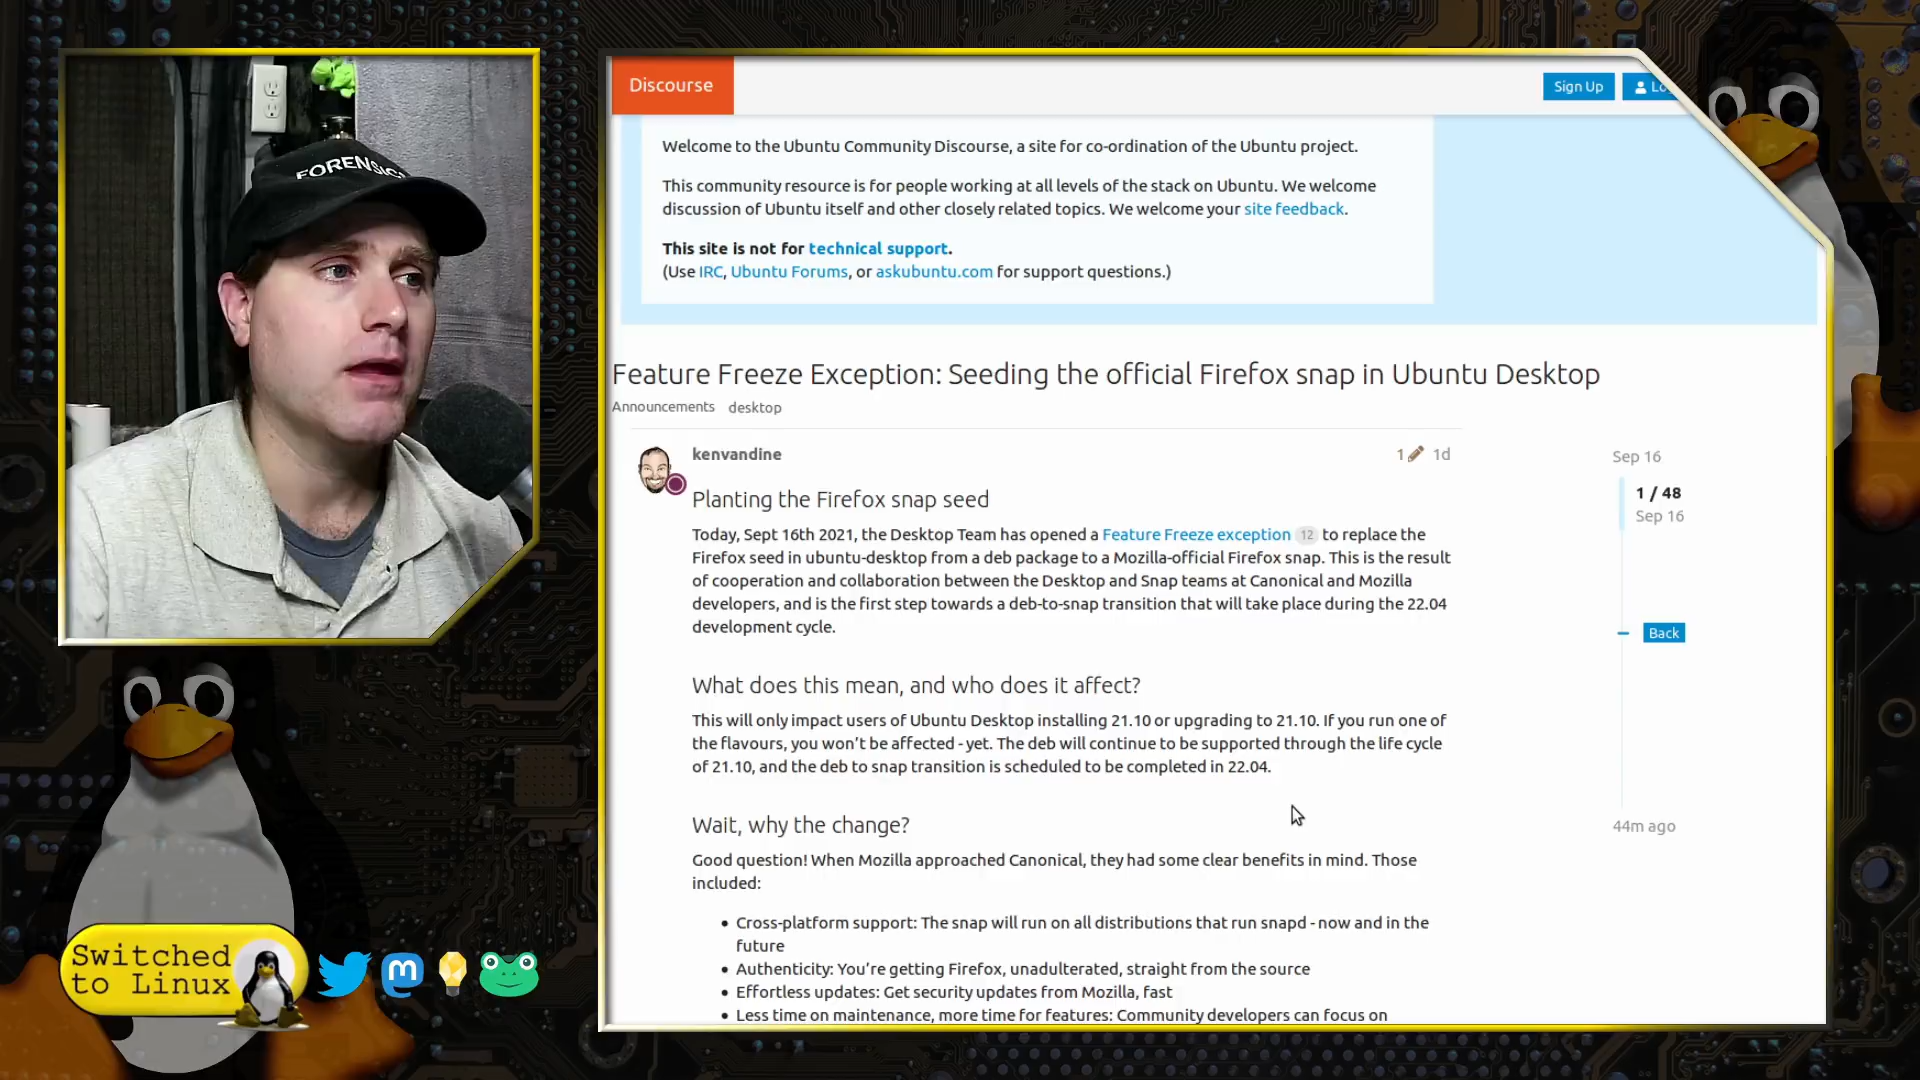 FORENSIC
Discourse
Sign Up
Lo
Welcome to the Ubuntu Community Discourse, a site for co-ordination of the Ubuntu project.
This community resource is for people working at all levels of the stack on Ubuntu. We welcome
discussion of Ubuntu itself and other closely related topics. We welcome your site feedback.
This site is not for technical support.
(Use IRC, Ubuntu Forums, or askubuntu.com for support questions.)
Feature Freeze Exception: Seeding the official Firefox snap in Ubuntu Desktop
Announcements desktop
kenvandine
1 1d
Planting the Firefox snap seed
Today, Sept 16th 2021, the Desktop Team has opened a Feature Freeze exception 12 to replace the
Firefox seed in ubuntu-desktop from a deb package to a Mozilla-official Firefox snap. This is the result
of cooperation and collaboration between the Desktop and Snap teams at Canonical and Mozilla
developers, and is the first step towards a deb-to-snap transition that will take place during the 22.04
development cycle.
What does this mean, and who does it affect?
This will only impact users of Ubuntu Desktop installing 21.10 or upgrading to 21.10. If you run one of
the flavours, you won't be affected - yet. The deb will continue to be supported through the life cycle
of 21.10, and the deb to snap transition is scheduled to be completed in 22.04.
Wait, why the change?
Good question! When Mozilla approached Canonical, they had some clear benefits in mind. Those
included:
• Cross-platform support: The snap will run on all distributions that run snapd - now and in the
future
• Authenticity: You're getting Firefox, unadulterated, straight from the source
• Effortless updates: Get security updates from Mozilla, fast
• Less time on maintenance, more time for features: Community developers can focus on
Sep 16
1 / 48
Sep 16
Back
44m ago
Switched
to Linux